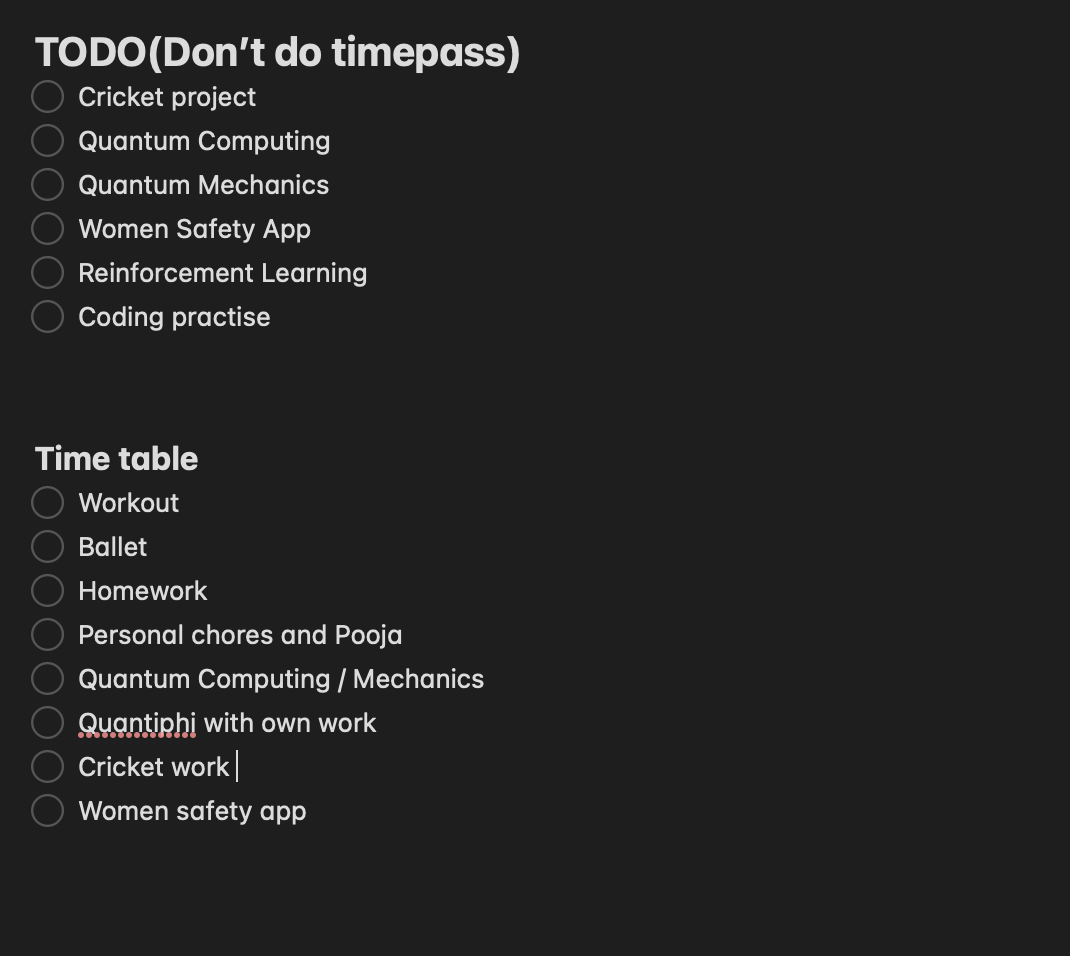 TODO(Don’t do timepass)
Cricket project
Quantum Computing
Quantum Mechanics
Women Safety App
Reinforcement Learning
Coding practise
Time table
Workout
Ballet
Homework
Personal chores and Pooja
Quantum Computing / Mechanics
Quantiphi with own work
Cricket work
Women safety app